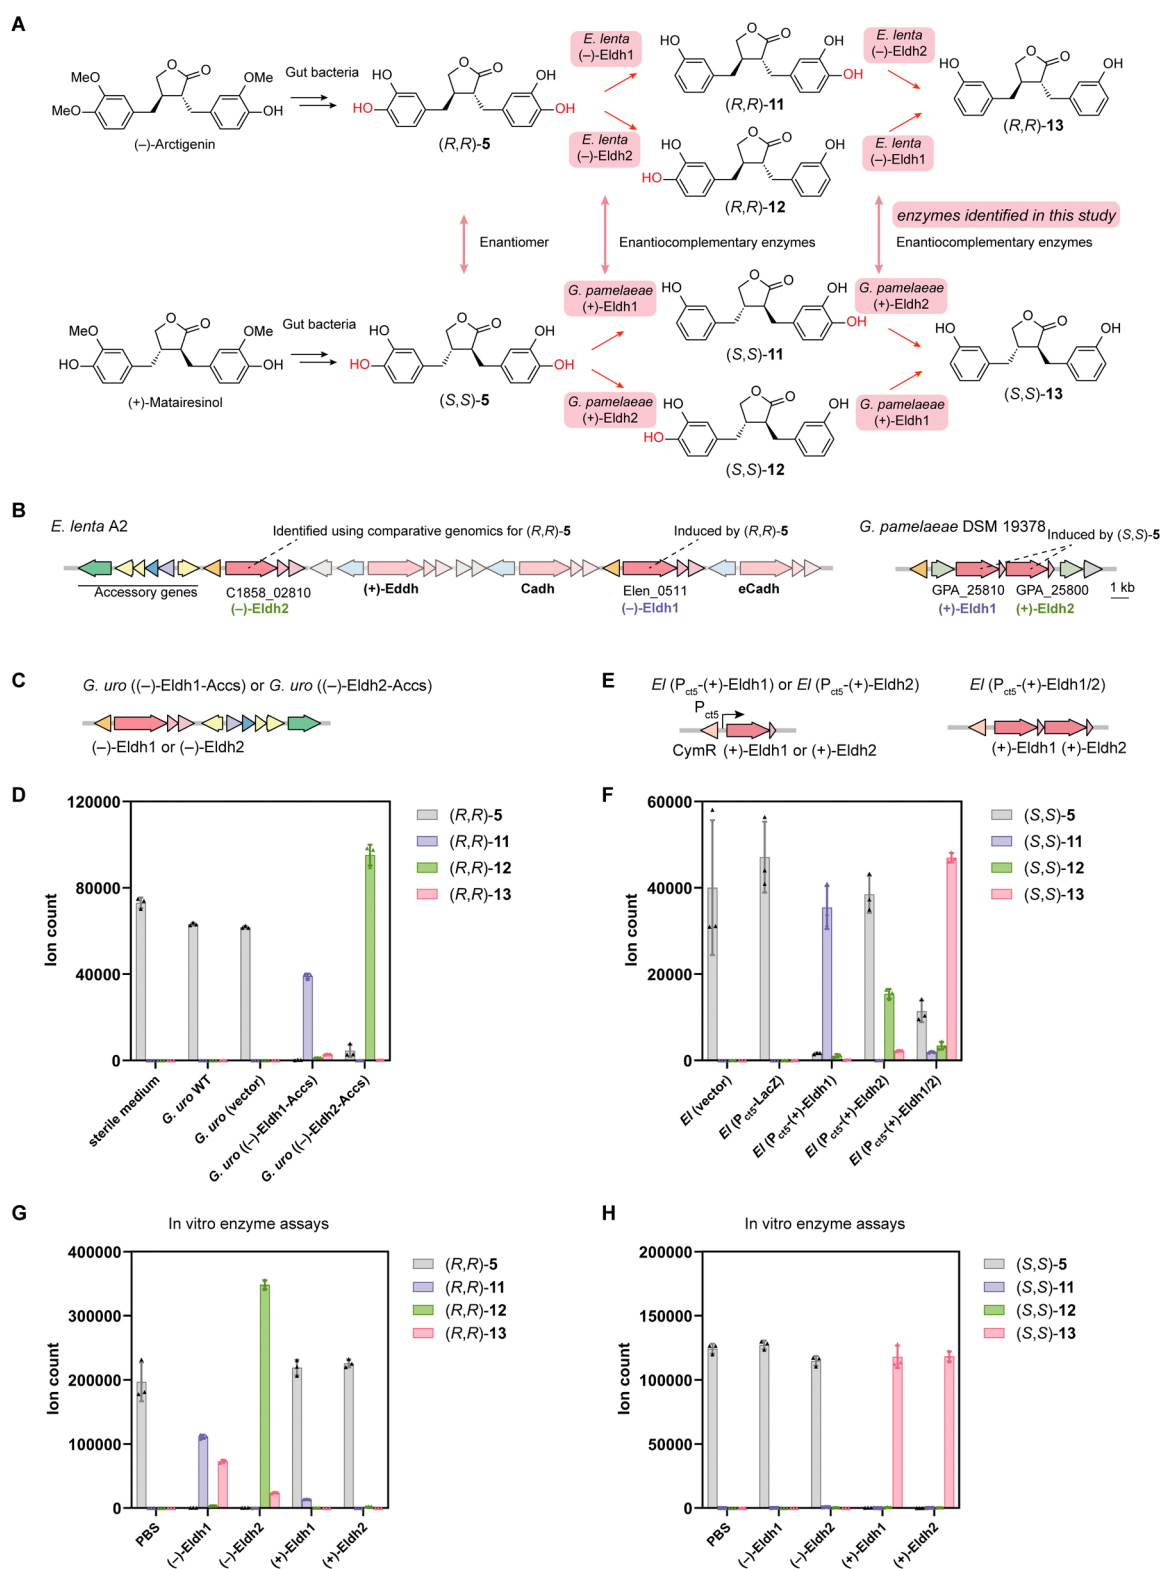 A
MeO
MeO
O
O
OMe
OH
(–)-Arctigenin
Gut bacteria
HO
HO
O
O
OH
OH
(R,R)-5
E. lenta
(–)-Eldh1
E. lenta
(–)-Eldh2
HO
O
O
OH
OH
(R,R)-11
HO
HO
O
O
OH
(R,R)-12
E. lenta
(–)-Eldh2
E. lenta
(–)-Eldh1
HO
O
O
OH
(R,R)-13
enzymes identified in this study
Enantiomer
Enantiocomplementary enzymes
Enantiocomplementary enzymes
MeO
HO
O
O
OMe
OH
(+)-Matairesinol
Gut bacteria
HO
HO
O
O
OH
OH
(S,S)-5
G. pamelaeae
(+)-Eldh1
G. pamelaeae
(+)-Eldh2
HO
O
O
OH
OH
(S,S)-11
HO
HO
O
O
OH
(S,S)-12
G. pamelaeae
(+)-Eldh2
G. pamelaeae
(+)-Eldh1
HO
O
O
OH
(S,S)-13
B
E. lenta A2
Identified using comparative genomics for (R,R)-5
Induced by (R,R)-5
Accessory genes
C1858_02810
(–)-Eldh2
(+)-Eddh
Cadh
Elen_0511
(–)-Eldh1
eCadh
G. pamelaeae DSM 19378
Induced by (S,S)-5
GPA_25810
(+)-Eldh1
GPA_25800
(+)-Eldh2
1 kb
C
G. uro ((–)-Eldh1-Accs) or G. uro ((–)-Eldh2-Accs)
(–)-Eldh1 or (–)-Eldh2
E
El (Pct5-(+)-Eldh1) or El (Pct5-(+)-Eldh2)
Pct5
CymR (+)-Eldh1 or (+)-Eldh2
El (Pct5-(+)-Eldh1/2)
(+)-Eldh1 (+)-Eldh2
D
Ion count
120000
80000
40000
0
sterile medium
G. uro WT
G. uro (vector)
G. uro ((–)-Eldh1-Accs)
G. uro ((–)-Eldh2-Accs)
(R,R)-5
(R,R)-11
(R,R)-12
(R,R)-13
F
Ion count
60000
40000
20000
0
El (vector)
El (Pct5-LacZ)
El (Pct5-(+)-Eldh1)
El (Pct5-(+)-Eldh2)
El (Pct5-(+)-Eldh1/2)
(S,S)-5
(S,S)-11
(S,S)-12
(S,S)-13
G
In vitro enzyme assays
Ion count
400000
300000
200000
100000
0
PBS
(–)-Eldh1
(–)-Eldh2
(+)-Eldh1
(+)-Eldh2
(R,R)-5
(R,R)-11
(R,R)-12
(R,R)-13
H
In vitro enzyme assays
Ion count
200000
150000
100000
50000
0
PBS
(–)-Eldh1
(–)-Eldh2
(+)-Eldh1
(+)-Eldh2
(S,S)-5
(S,S)-11
(S,S)-12
(S,S)-13